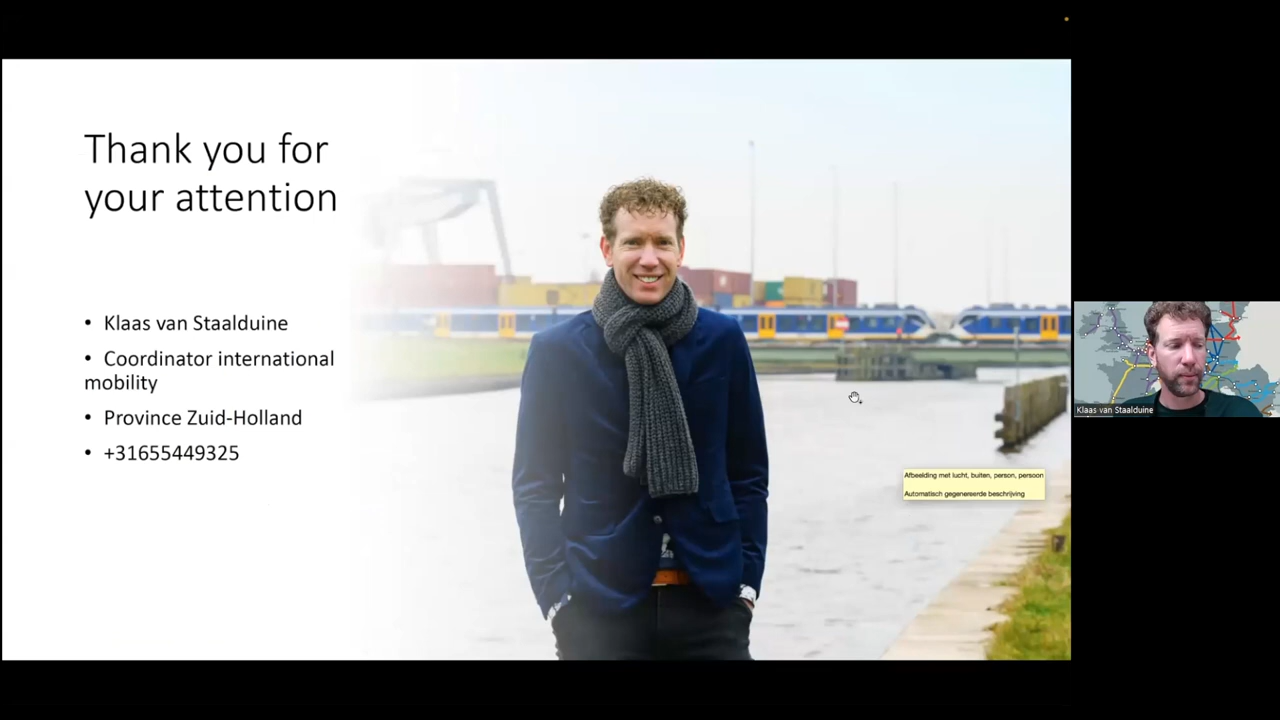 Thank you for
your attention
• Klaas van Staalduine
• Coordinator international
mobility
• Province Zuid-Holland
• +31655449325
Klaas van Staalduine
Afbeelding met lucht, buiten, person, persoon
Automatisch gegenereerde beschrijving